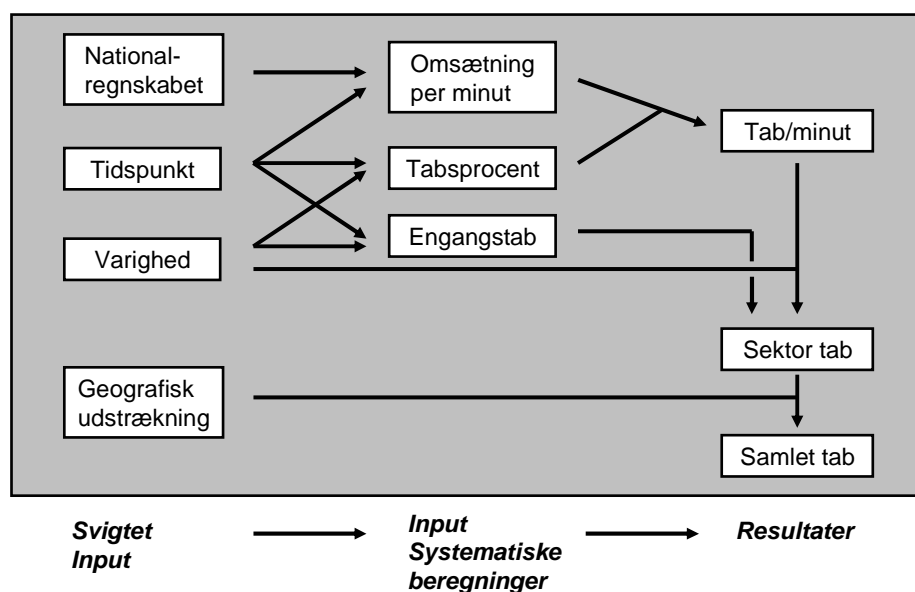 National-
regnskabet
Omsætning
per minut
Tab/minut
Tidspunkt
Tabsprocent
Engangstab
Varighed
Sektor tab
Geografisk
udstrækning
Samlet tab
Svigtet
Input
Input
Systematiske
beregninger
Resultater